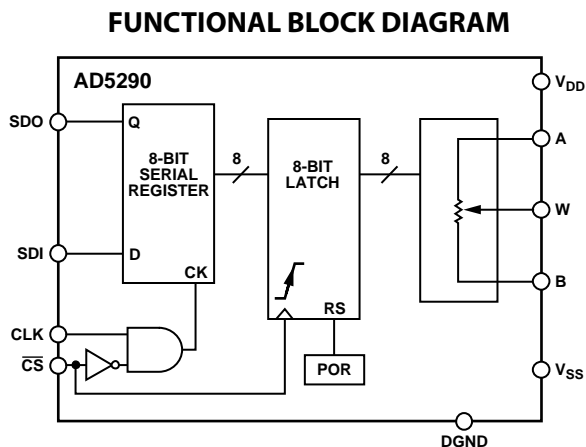 FUNCTIONAL BLOCK DIAGRAM
AD5290
VDD
SDO
Q
8-BIT
SERIAL
REGISTER
8
8-BIT
LATCH
8
A
W
SDI
D
B
CK
RS
CLK
CS
POR
VSS
DGND